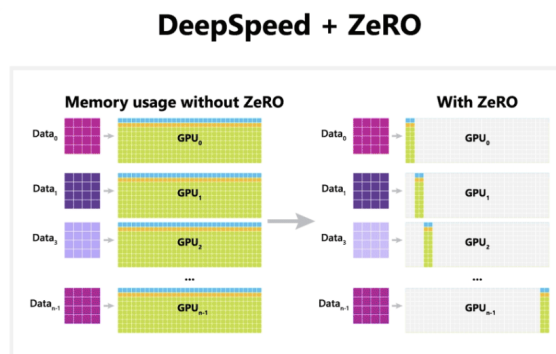 DeepSpeed + ZeRO
Memory usage without ZeRO
With ZeRO
Data0
GPU0
Data0
GPU0
Data1
GPU1
Data1
GPU1
Data3
GPU2
Data3
GPU2
...
...
Datan-1
GPUn-1
Datan-1
GPUn-1